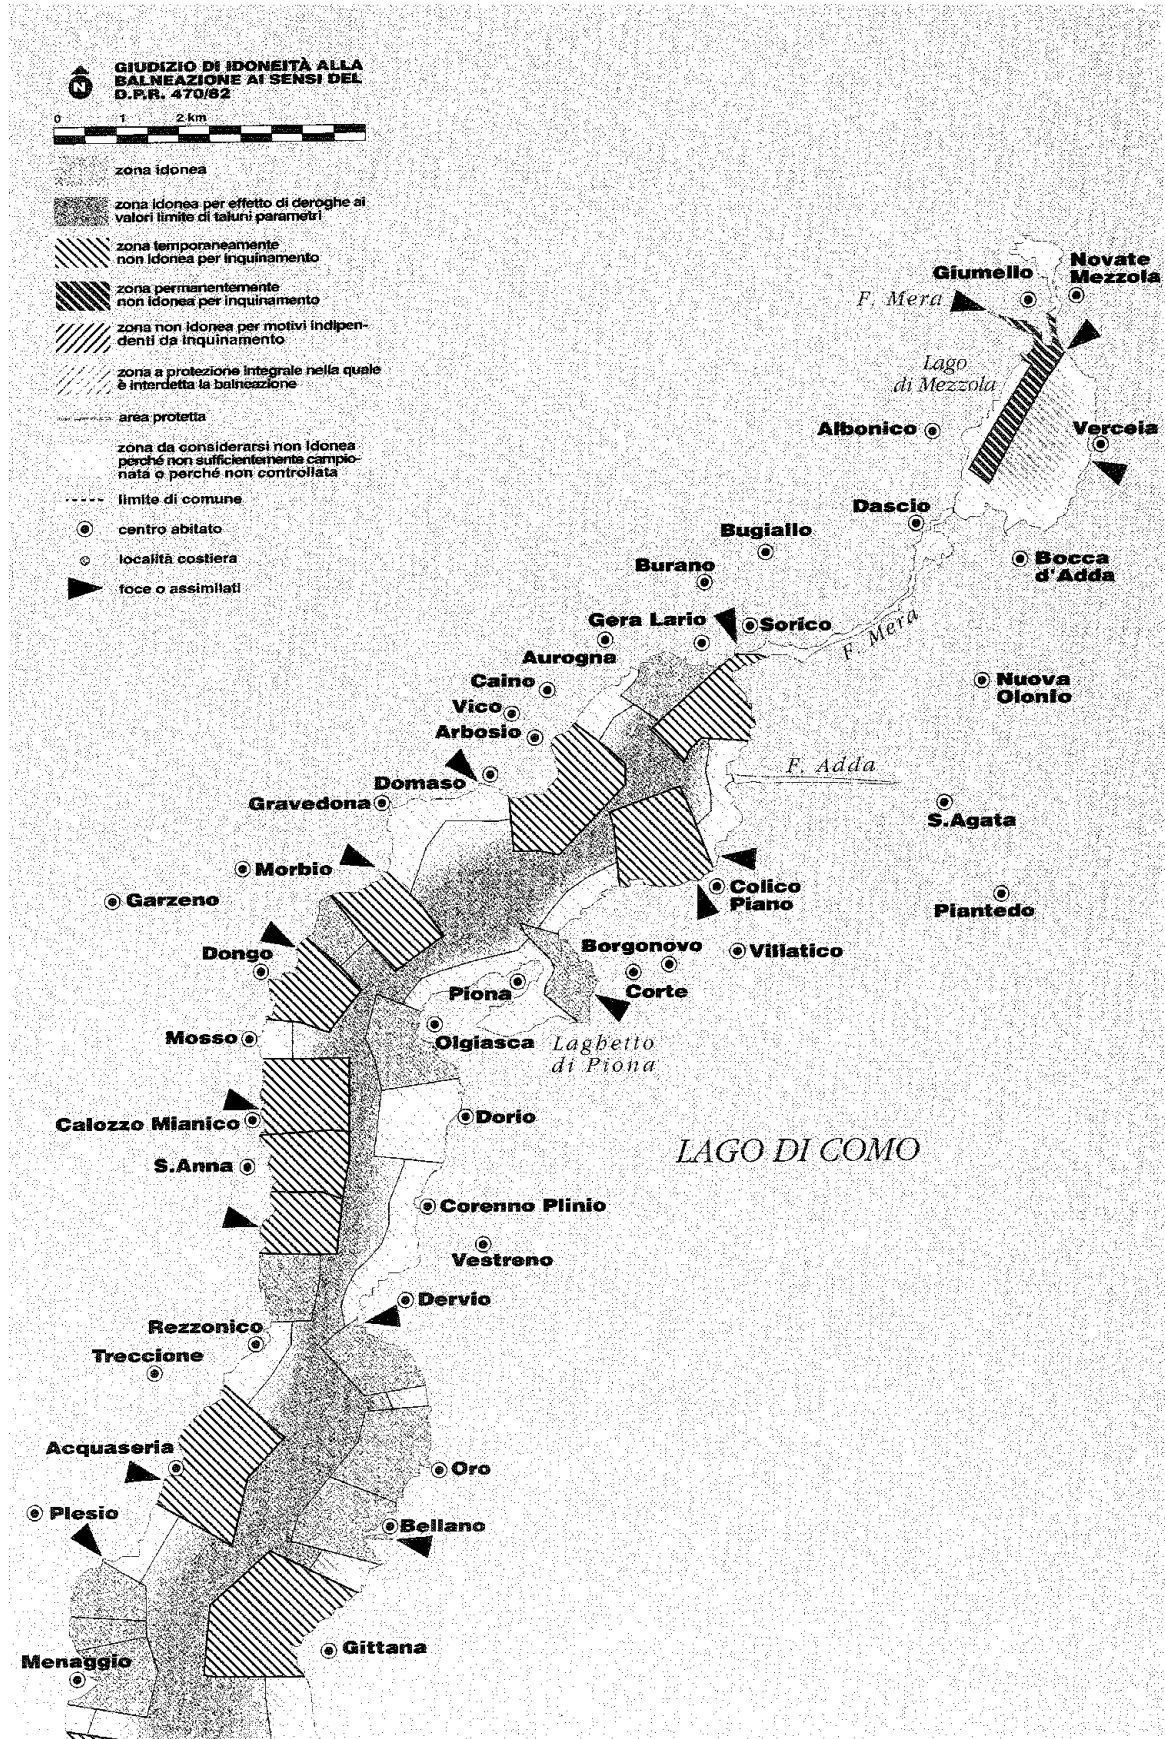 GIUDIZIO DI IDONEITÀ ALLA
BALNEAZIONE AI SENSI DEL
D.P.R. 470/82
N
0 1 2 km
zona idonea
zona idonea per effetto di deroghe ai
valori limite di taluni parametri
zona temporaneamente
non idonea per inquinamento
zona permanentemente
non idonea per inquinamento
zona non idonea per motivi indipen-
denti da inquinamento
zona a protezione integrale nella quale
è interdetta la balneazione
area protetta
zona da considerarsi non idonea
perché non sufficientemente campio-
nata o perché non controllata
limite di comune
centro abitato
località costiera
foce o assimilati
Giumello
Novate
Mezzola
F. Mera
Lago
di Mezzola
Albonico
Verceia
Dascio
Bugiallo
Burano
Bocca
d'Adda
Gera Lario
Sorico
F. Mera
Aurogna
Caino
Nuova
Olonio
Vico
Arbosio
F. Adda
Domaso
Gravedona
S.Agata
Morbio
Colico
Piano
Garzeno
Piantedo
Dongo
Borgonovo
Villatico
Piona
Corte
Mosso
Olgiasca
Laghetto
di Piona
Calozzo Mianico
Dorio
LAGO DI COMO
S.Anna
Corenno Plinio
Vestreno
Dervio
Rezzonico
Treccione
Acquaseria
Oro
Plesio
Bellano
Gittana
Menaggio